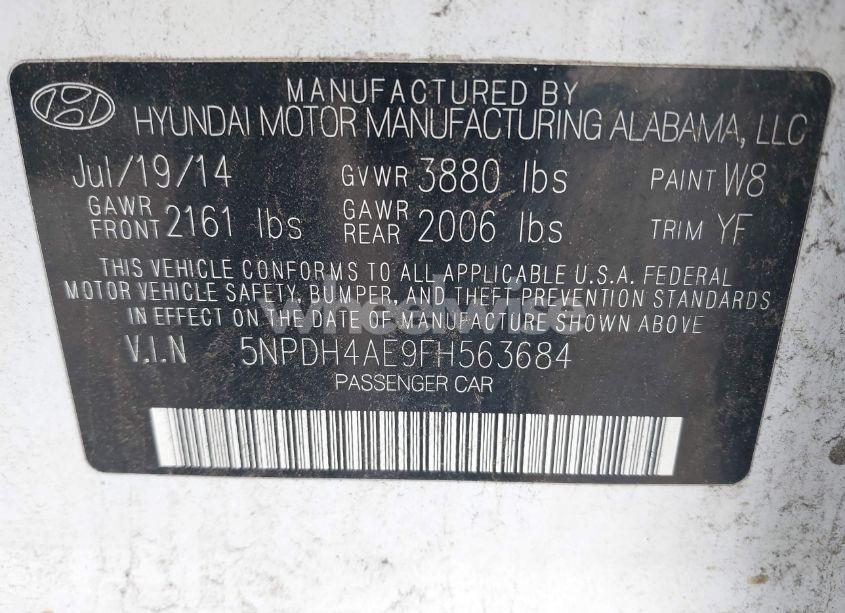 MANUFACTURED BY
HYUNDAI MOTOR MANUFACTURING ALABAMA, LLC
Jul/19/14 GVWR 3880 lbs PAINT W8
GAWR FRONT 2161 lbs GAWR REAR 2006 lbs TRIM YF
THIS VEHICLE CONFORMS TO ALL APPLICABLE U.S.A. FEDERAL
MOTOR VEHICLE SAFETY, BUMPER, AND THEFT PREVENTION STANDARDS
IN EFFECT ON THE DATE OF MANUFACTURE SHOWN ABOVE
V.I.N 5NPDH4AE9FH563684
PASSENGER CAR
wheelwise